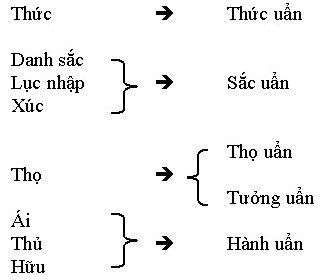 Thức ➔ Thức uẩn
Danh sắc
Lục nhập ➔ Sắc uẩn
Xúc
Thọ uẩn
Thọ ➔
Tưởng uẩn
Ái
Thủ ➔ Hành uẩn
Hữu